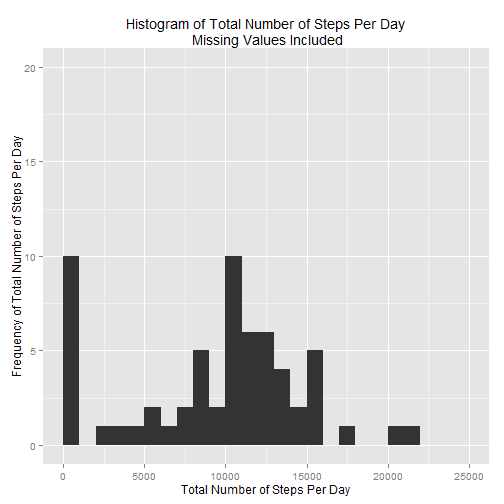 Histogram of Total Number of Steps Per Day
Missing Values Included
Frequency of Total Number of Steps Per Day
20
15
10
5
0
0 5000 10000 15000 20000 25000
Total Number of Steps Per Day